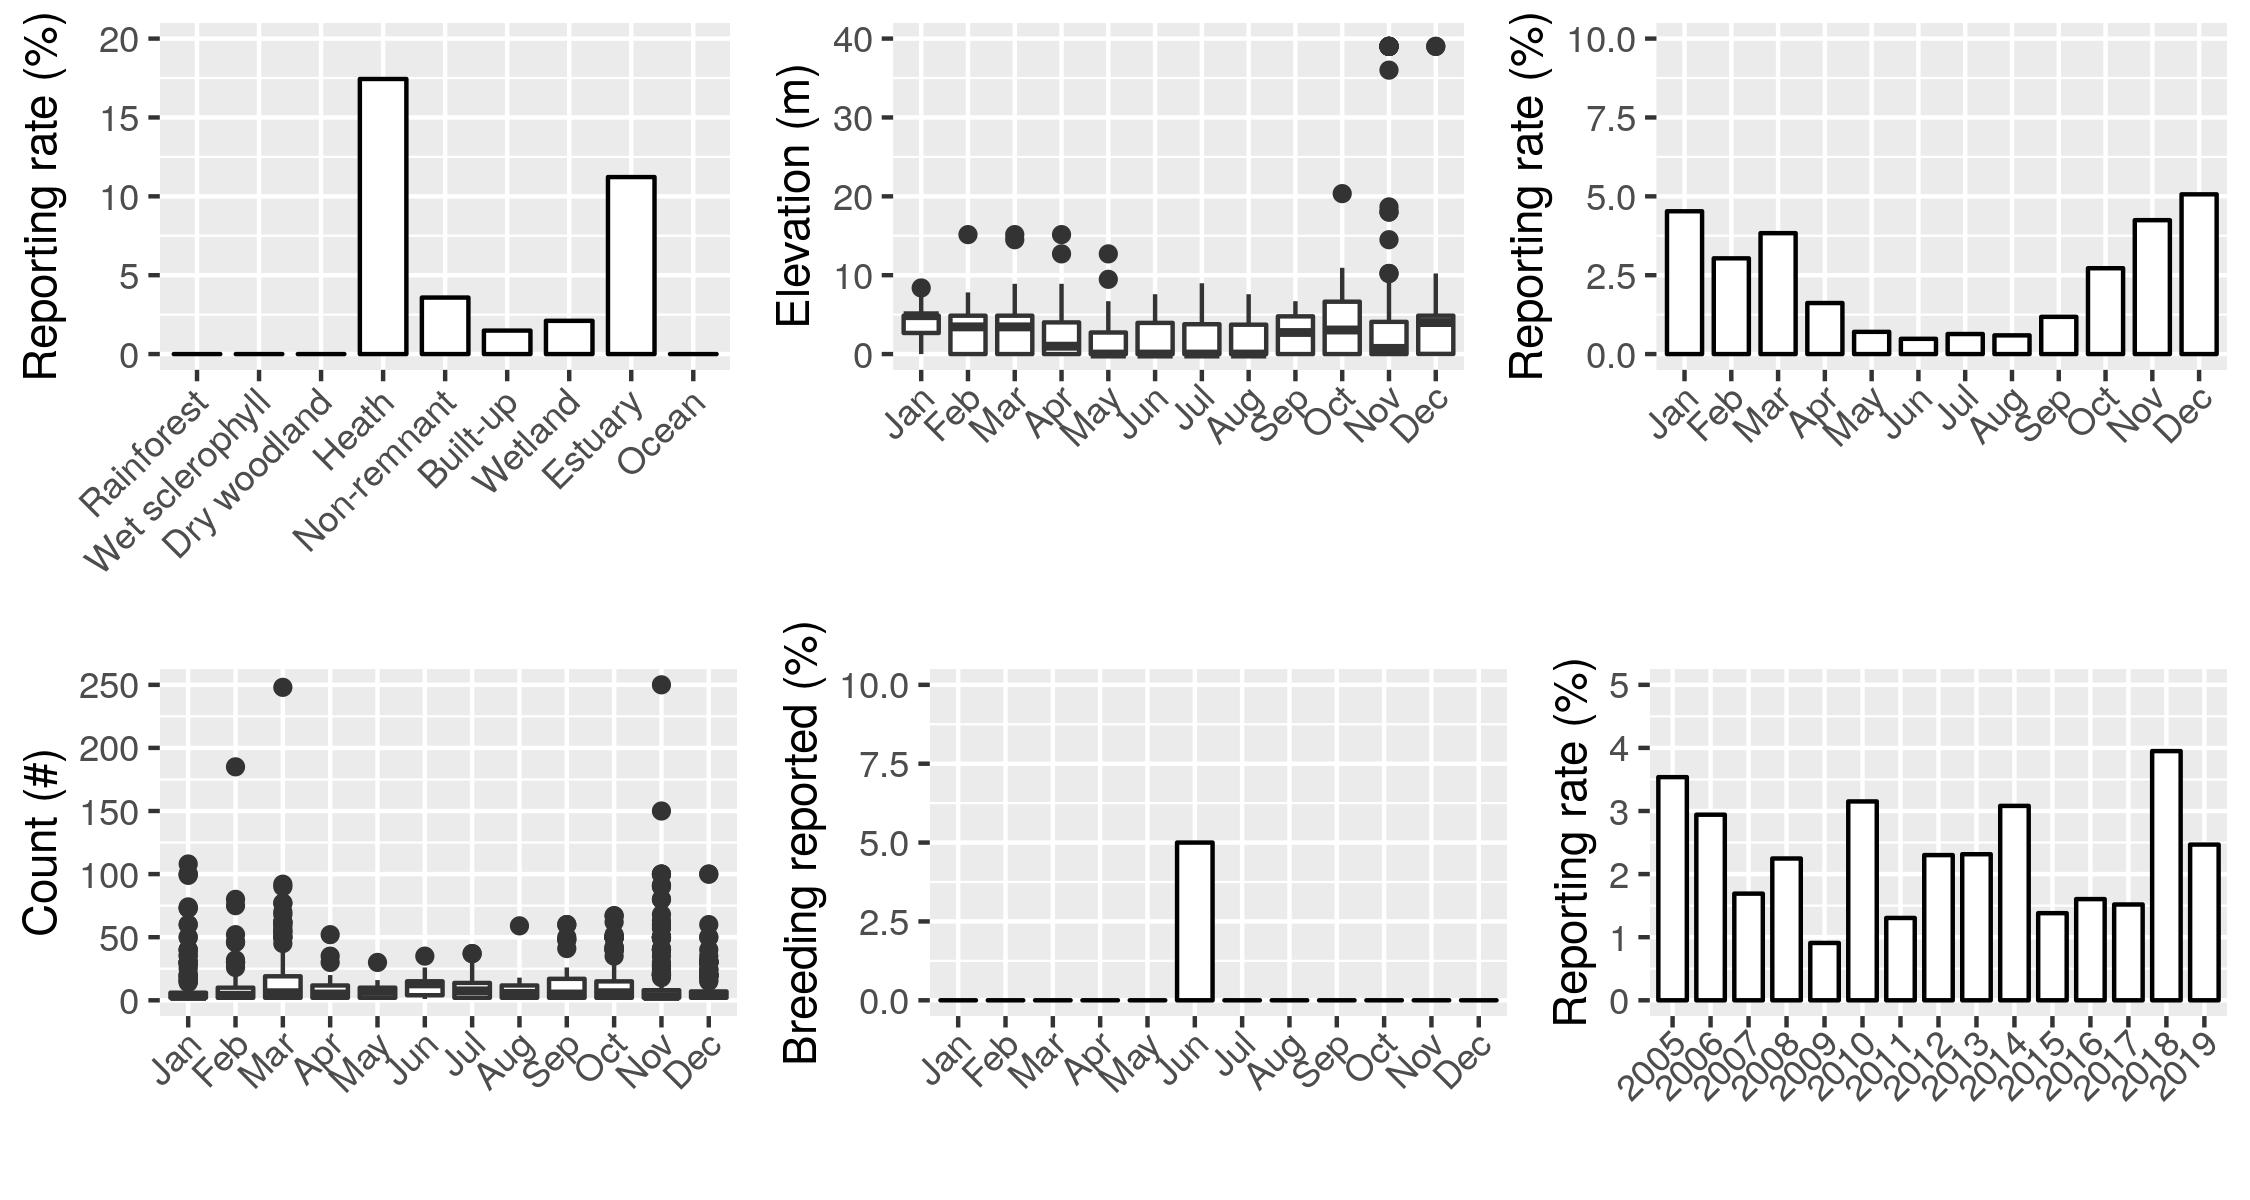 Reporting rate (%)
20
15
10
5
0
Rainforest
Wet sclerophyll
Dry woodland
Heath
Non-remnant
Built-up
Wetland
Estuary
Ocean
Elevation (m)
40
30
20
10
0
Jan
Feb
Mar
Apr
May
Jun
Jul
Aug
Sep
Oct
Nov
Dec
Reporting rate (%)
10.0
7.5
5.0
2.5
0.0
Jan
Feb
Mar
Apr
May
Jun
Jul
Aug
Sep
Oct
Nov
Dec
Count (#)
250
200
150
100
50
0
Jan
Feb
Mar
Apr
May
Jun
Jul
Aug
Sep
Oct
Nov
Dec
Breeding reported (%)
10.0
7.5
5.0
2.5
0.0
Jan
Feb
Mar
Apr
May
Jun
Jul
Aug
Sep
Oct
Nov
Dec
Reporting rate (%)
5
4
3
2
1
0
2005
2006
2007
2008
2009
2010
2011
2012
2013
2014
2015
2016
2017
2018
2019